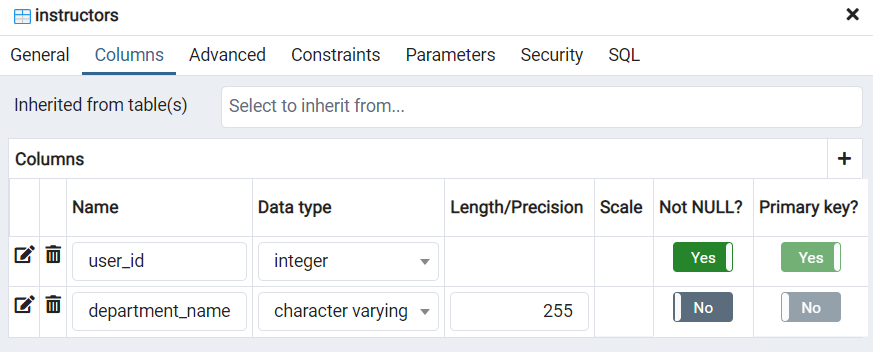 instructors
General Columns Advanced Constraints Parameters Security SQL
Inherited from table(s) Select to inherit from...
Columns
Name Data type Length/Precision Scale Not NULL? Primary key?
user_id integer Yes Yes
department_name character varying 255 No No